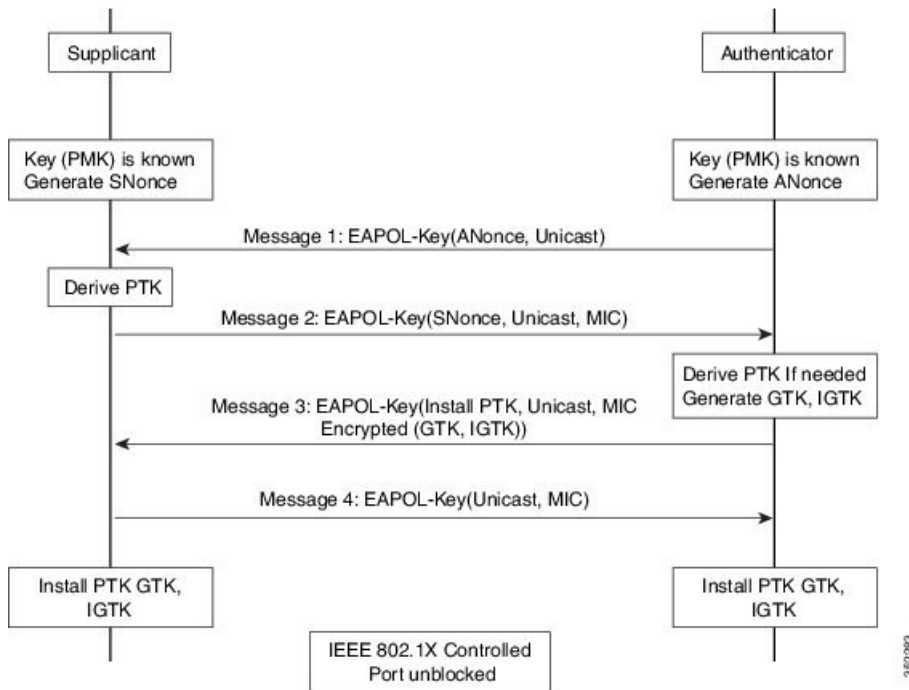 Supplicant
Authenticator
Key (PMK) is known
Generate SNonce
Key (PMK) is known
Generate ANonce
Message 1: EAPOL-Key(ANonce, Unicast)
Derive PTK
Message 2: EAPOL-Key(SNonce, Unicast, MIC)
Derive PTK If needed
Generate GTK, IGTK
Message 3: EAPOL-Key(Install PTK, Unicast, MIC
Encrypted (GTK, IGTK))
Message 4: EAPOL-Key(Unicast, MIC)
Install PTK GTK,
IGTK
Install PTK GTK,
IGTK
IEEE 802.1X Controlled
Port unblocked